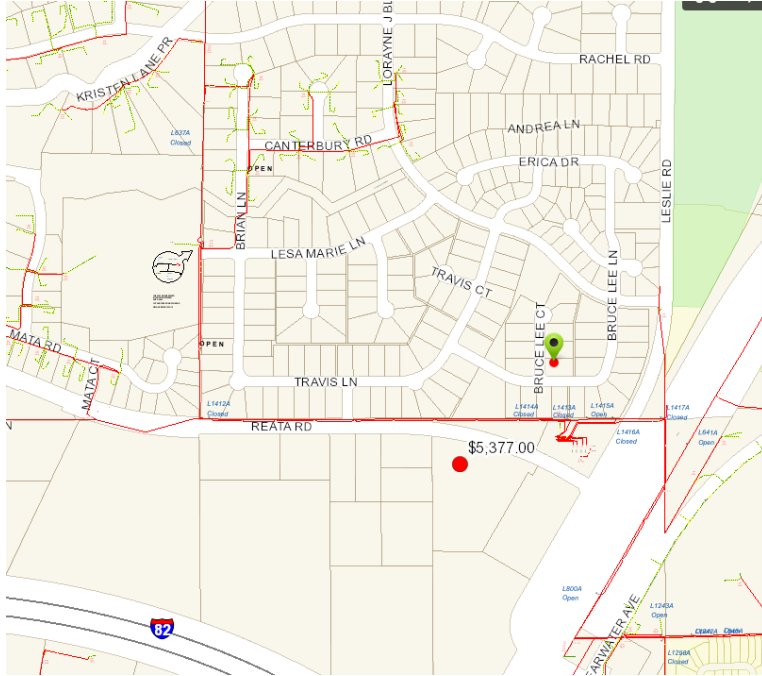 RACHEL RD
LORAYNE J BL
KRISTEN LANE PR
ANDREA LN
L637A
Closed
CANTERBURY RD
ERICA DR
OPEN
LESLIE RD
BRIAN LN
LESA MARIE LN
TRAVIS CT
BRUCE LEE LN
BRUCE LEE CT
OPEN
MATA RD
MATA CT
TRAVIS LN
L1412A
Closed
L1414A
Closed
L1413A
Closed
L1415A
Open
L1417A
Closed
N
REATA RD
L1416A
Closed
L641A
Open
$5,377.00
L800A
Open
82
EARWATER AVE
L1243A
Open
L1298A
Closed